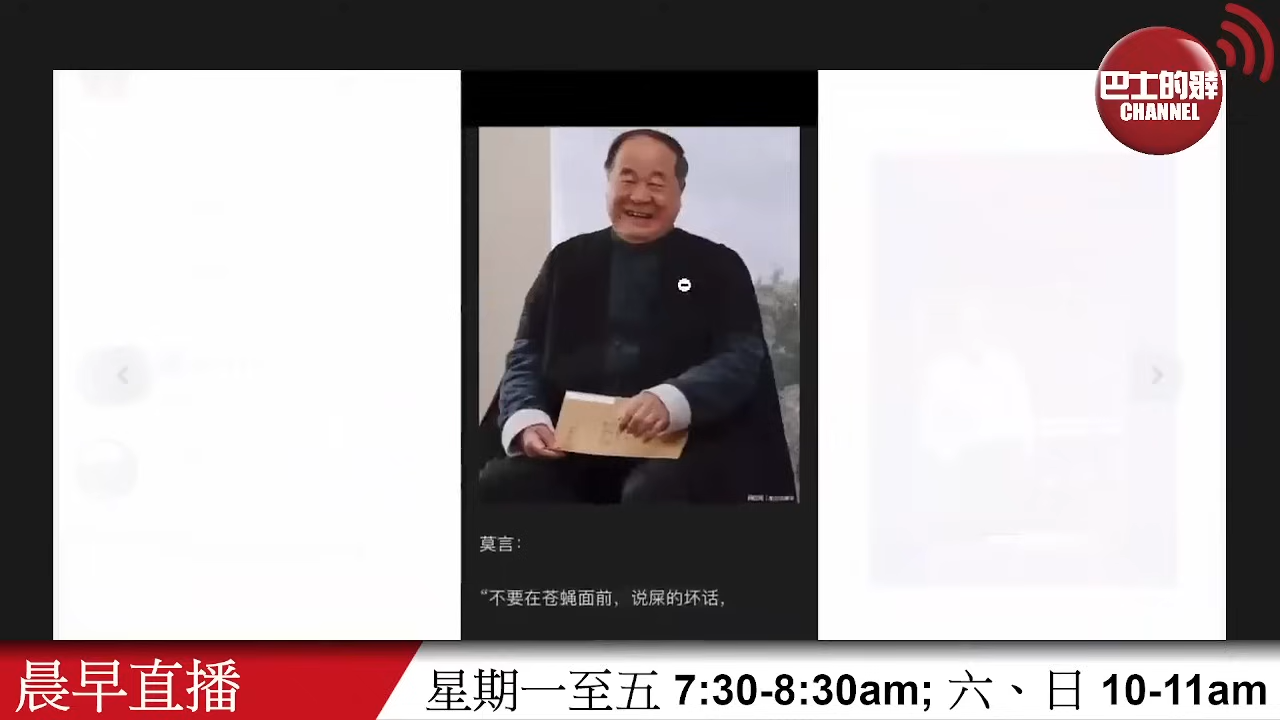 巴士的報
CHANNEL
莫言：
“不要在苍蝇面前，说屎的坏话，
晨早直播
星期一至五 7:30-8:30am; 六、日 10-11am